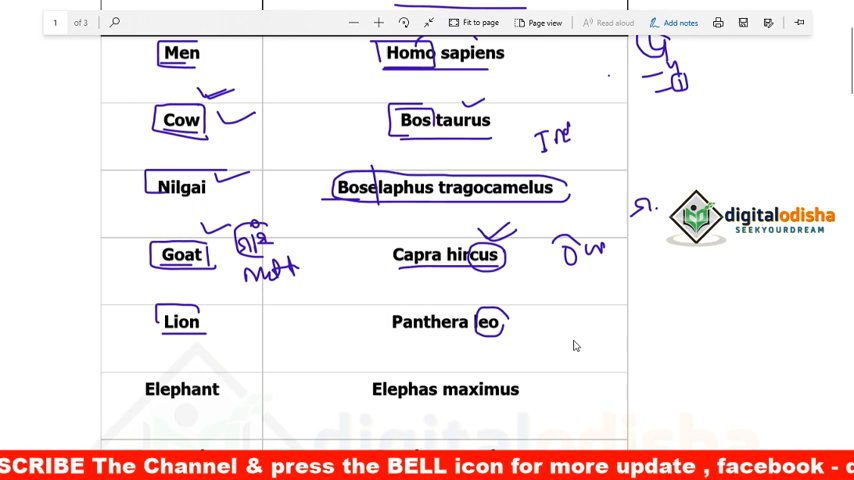 1 of 3
Fit to page
Page view
Read aloud
Add notes
Men Homo sapiens
Cow Bos taurus
Nilgai Boselaphus tragocamelus
Goat Capra hircus
Lion Panthera leo
Elephant Elephas maximus
digitalodisha
SEEKYOURDREAM
SCRIBE The Channel & press the BELL icon for more update , facebook - d